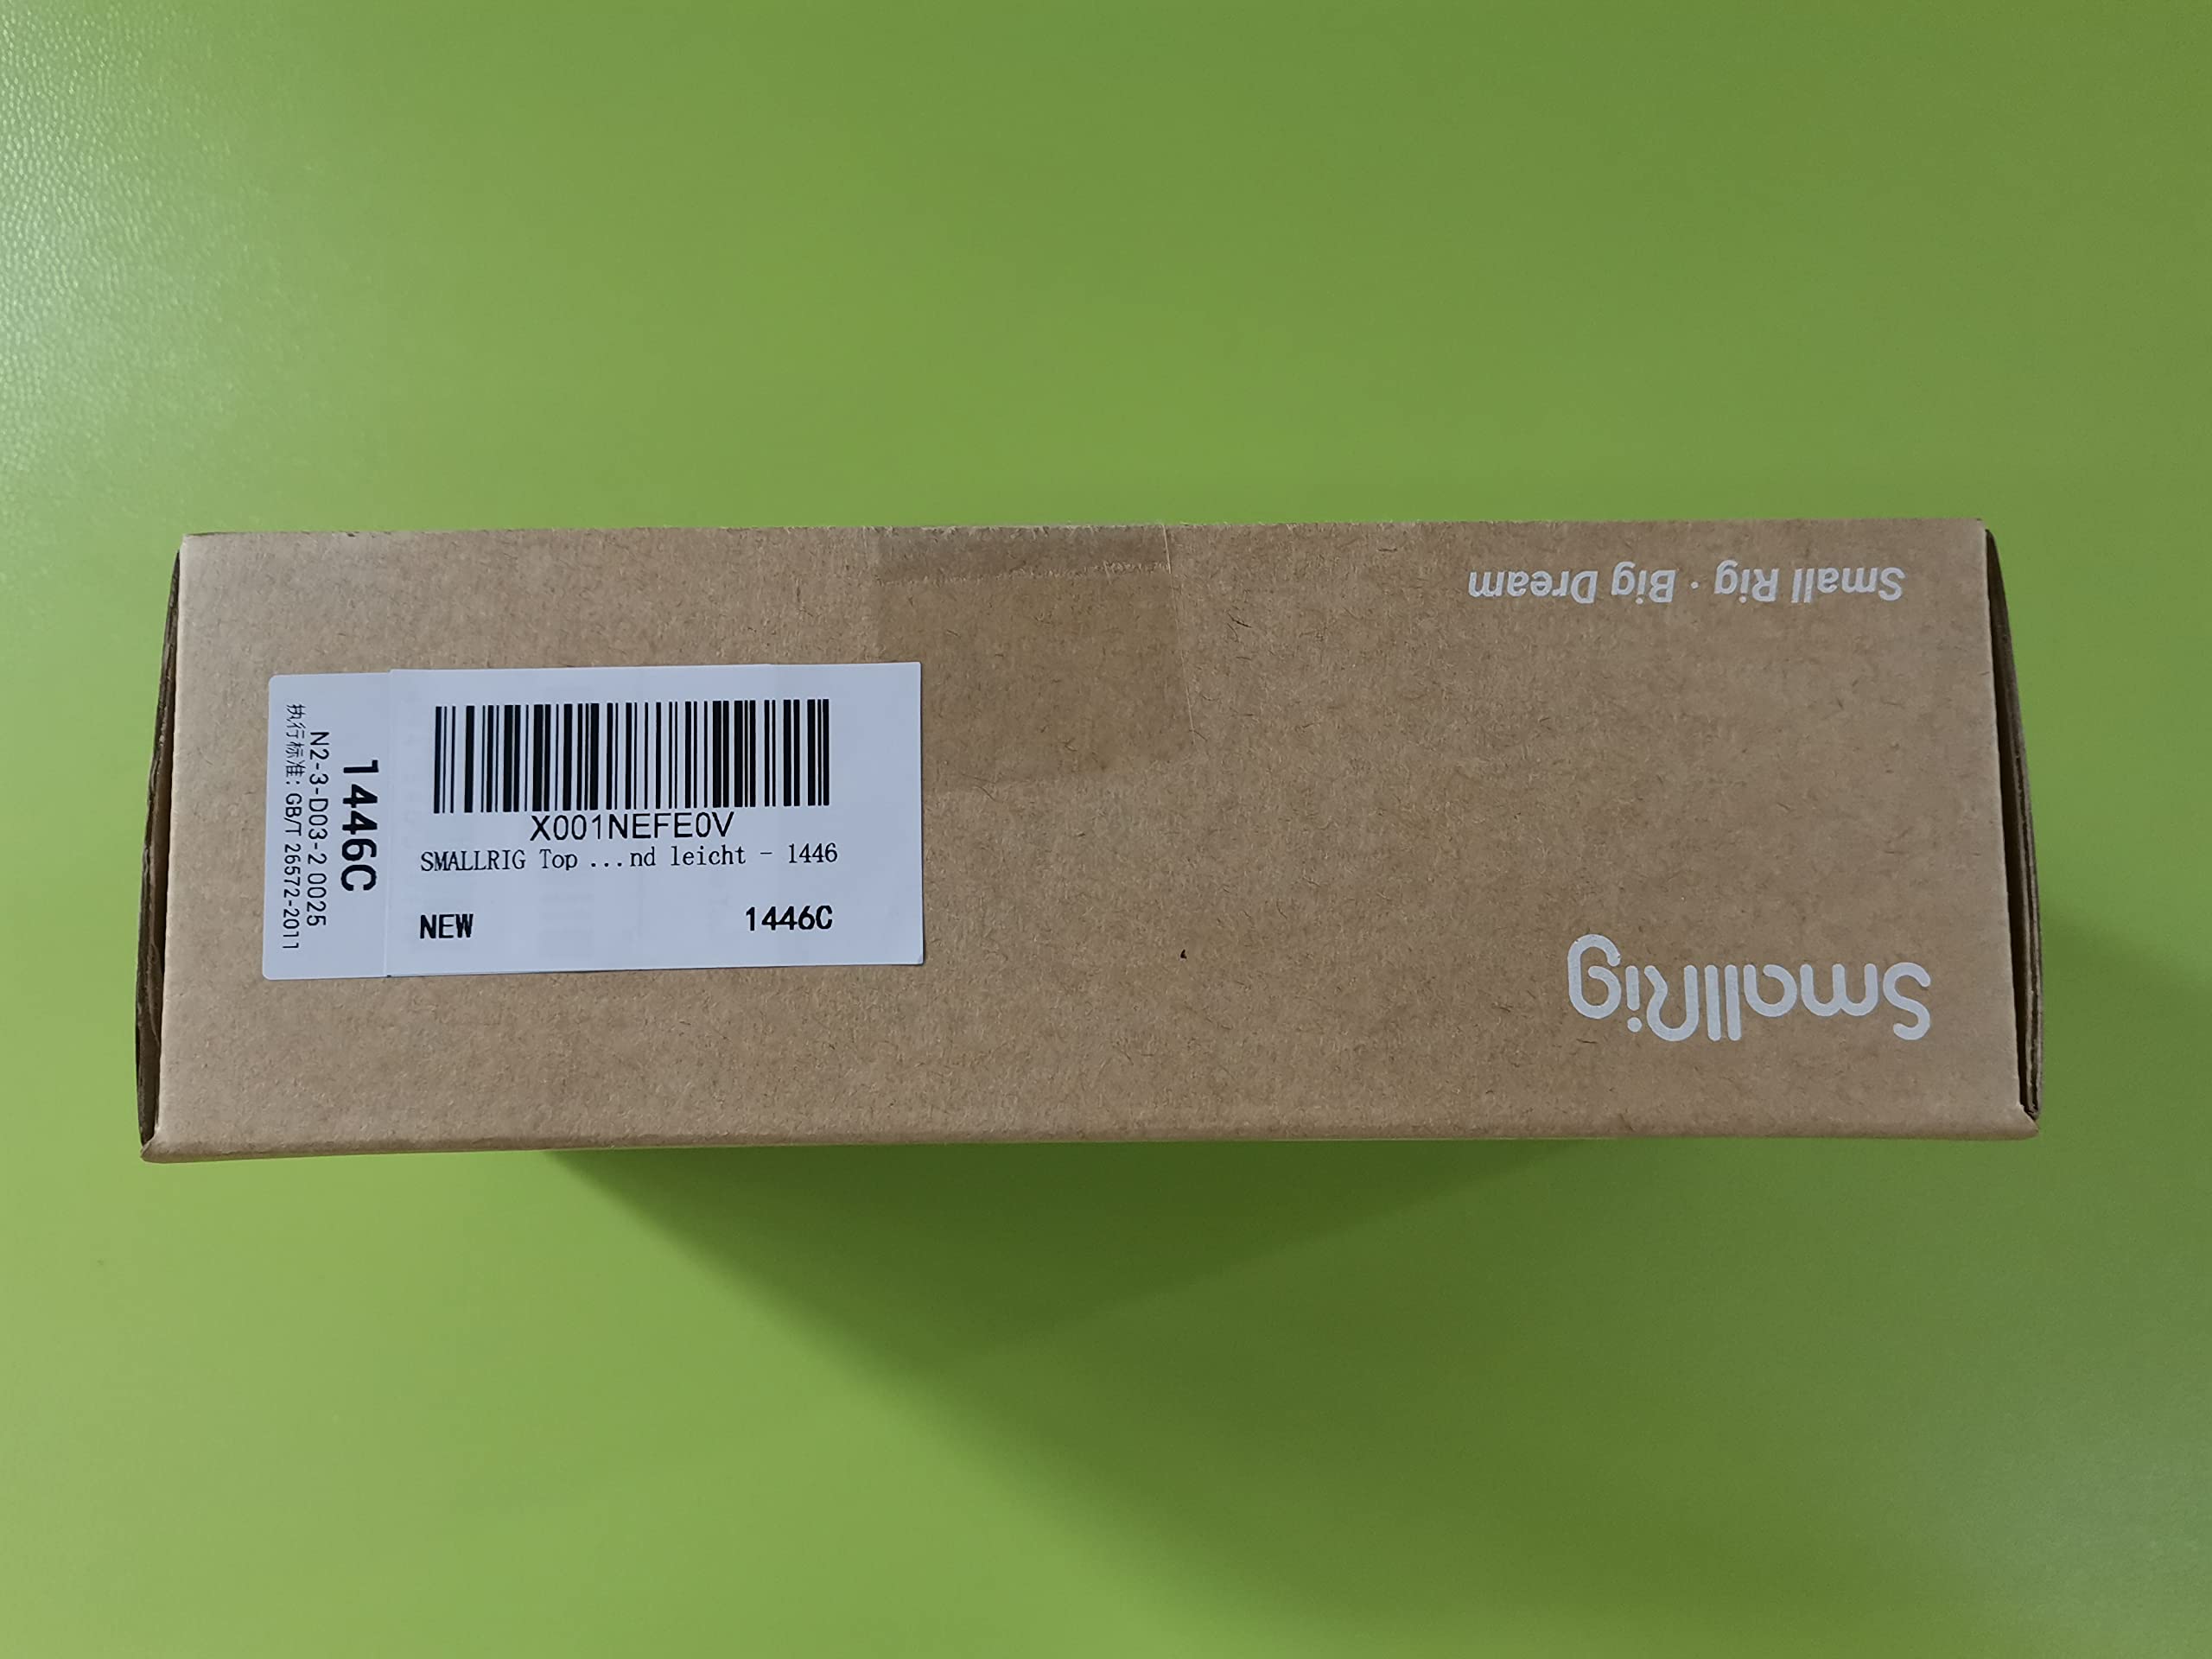 Small Rig · Big Dream
X001NEFE0V
SMALLRIG Top ...nd leicht - 1446
NEW 1446C
1446C
N2-3-D03-2 0025
执行标准: GB/T 26572-2011
SmallRig